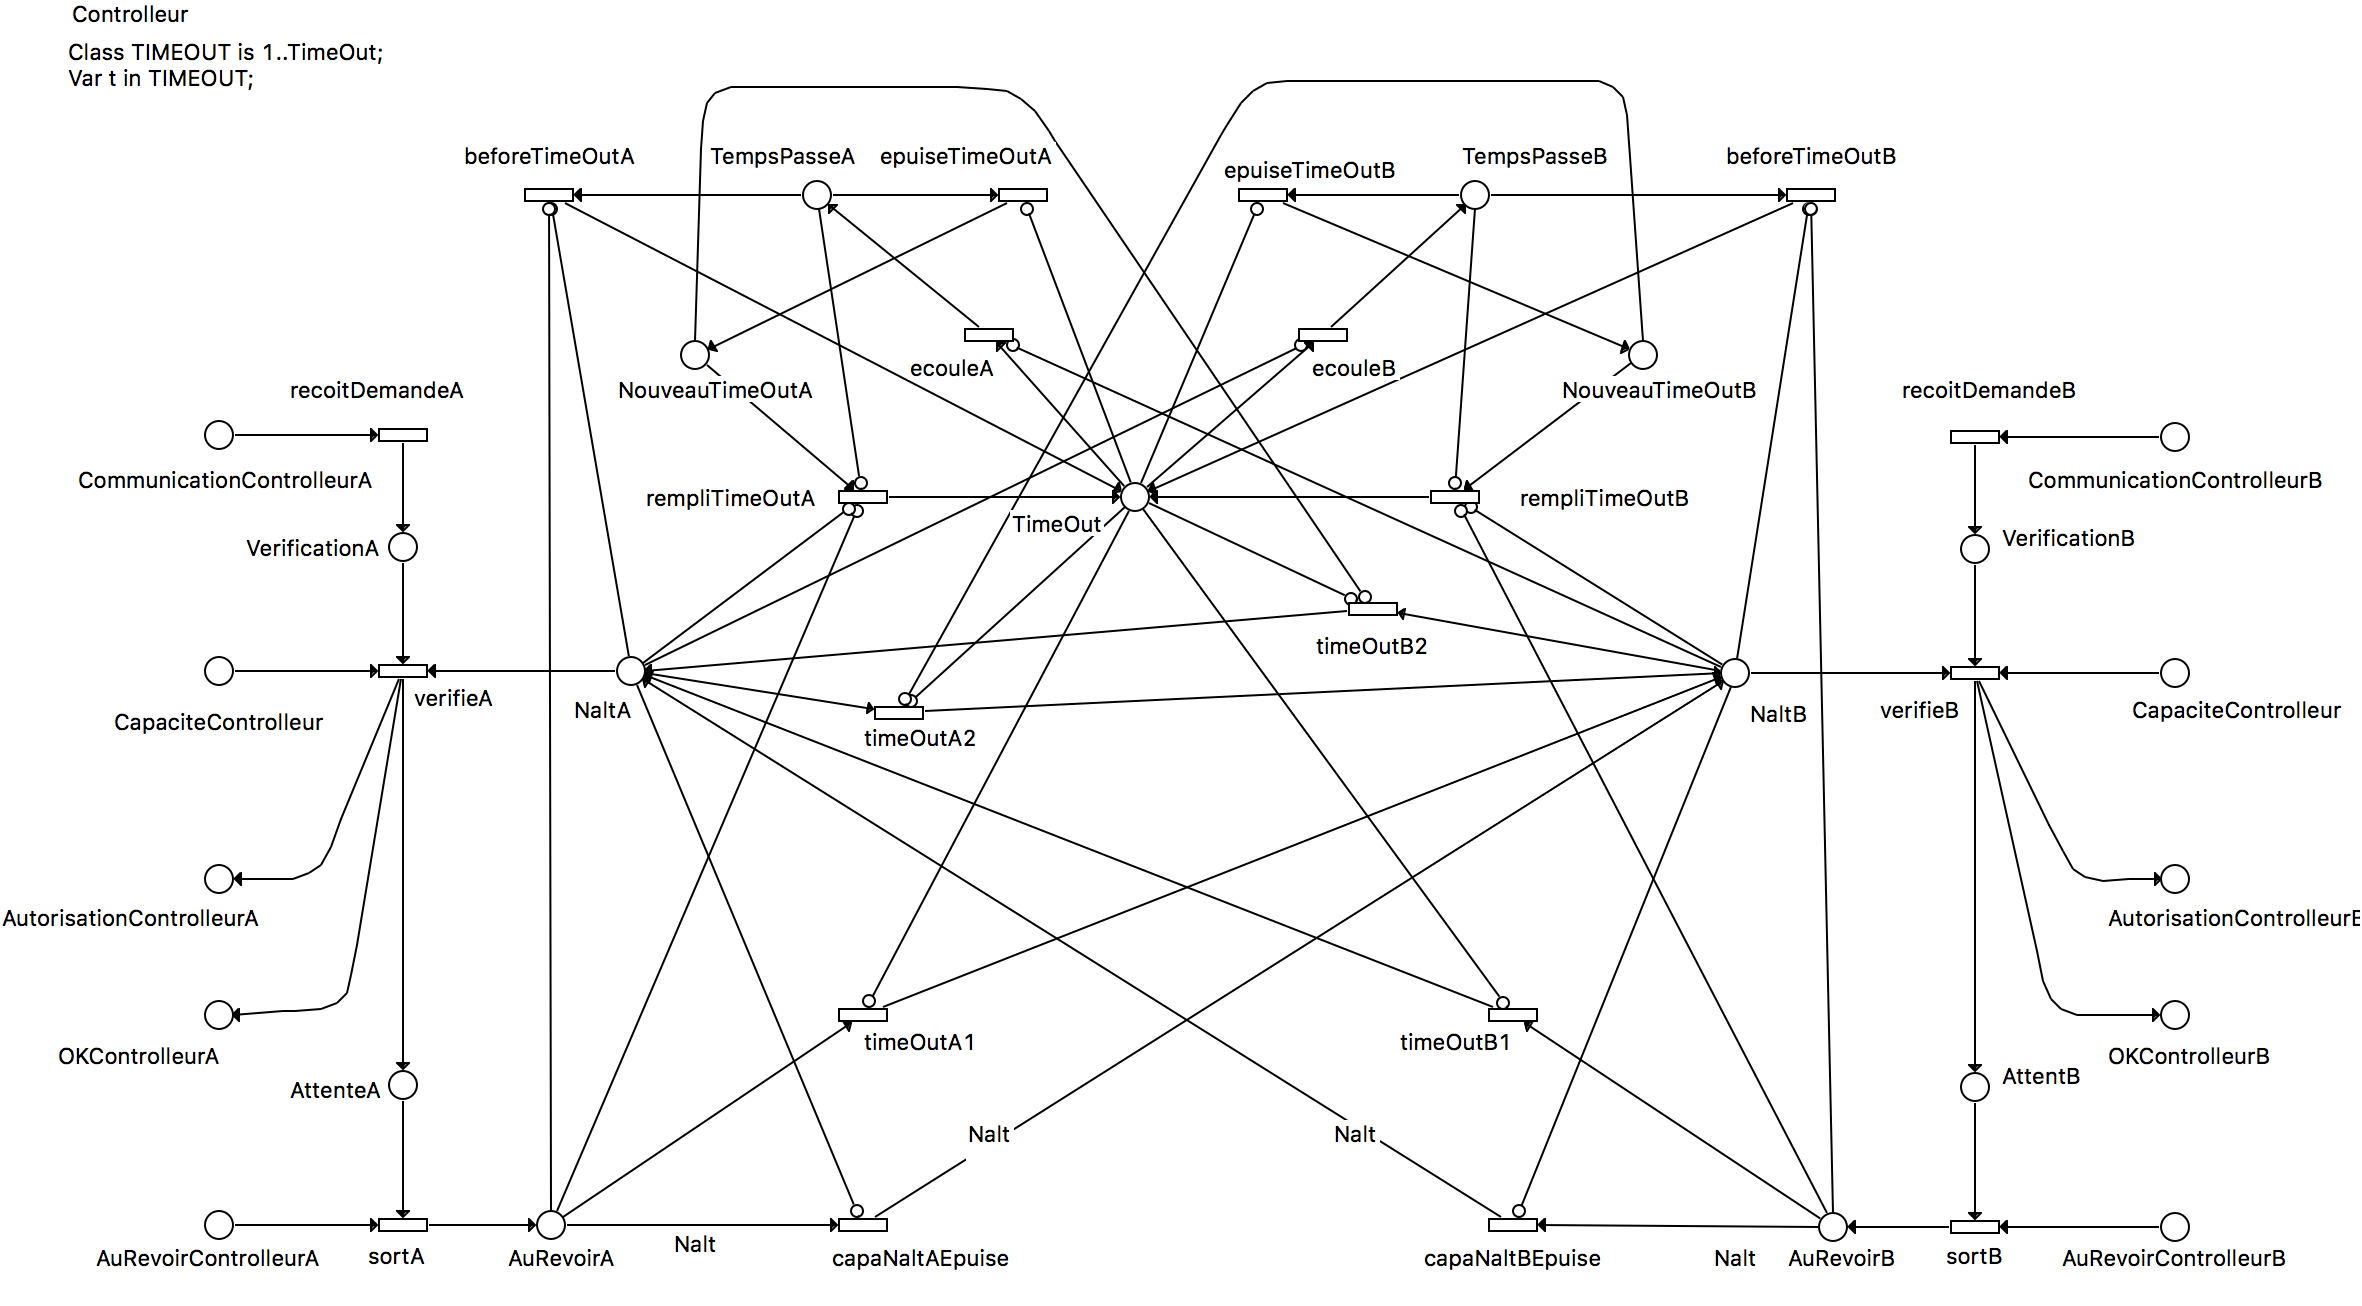 Controlleur
Class TIMEOUT is 1..TimeOut;
Var t in TIMEOUT;
beforeTimeOutA
TempsPasseA
epuiseTimeOutA
epuiseTimeOutB
TempsPasseB
beforeTimeOutB
ecouleA
ecouleB
recoitDemandeA
NouveauTimeOutA
NouveauTimeOutB
recoitDemandeB
CommunicationControlleurA
rempliTimeOutA
TimeOut
rempliTimeOutB
CommunicationControlleurB
VerificationA
VerificationB
timeOutB2
verifieA
NaltA
NaltB
verifieB
CapaciteControlleur
CapaciteControlleur
timeOutA2
AutorisationControlleurA
AutorisationControlleurB
OKControlleurA
timeOutA1
timeOutB1
OKControlleurB
AttenteA
AttentB
Nalt
Nalt
AuRevoirControlleurA
sortA
AuRevoirA
Nalt
capaNaltAEpuise
capaNaltBEpuise
Nalt
AuRevoirB
sortB
AuRevoirControlleurB